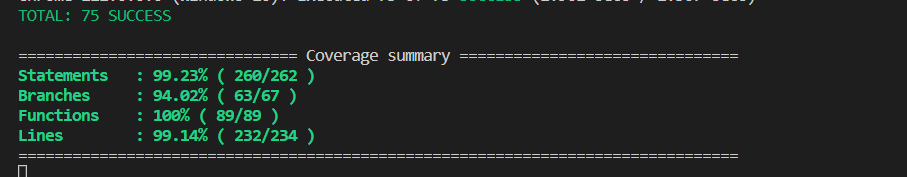 TOTAL: 75 SUCCESS
=============================== Coverage summary ===============================
Statements   : 99.23% ( 260/262 )
Branches     : 94.02% ( 63/67 )
Functions    : 100% ( 89/89 )
Lines        : 99.14% ( 232/234 )
================================================================================